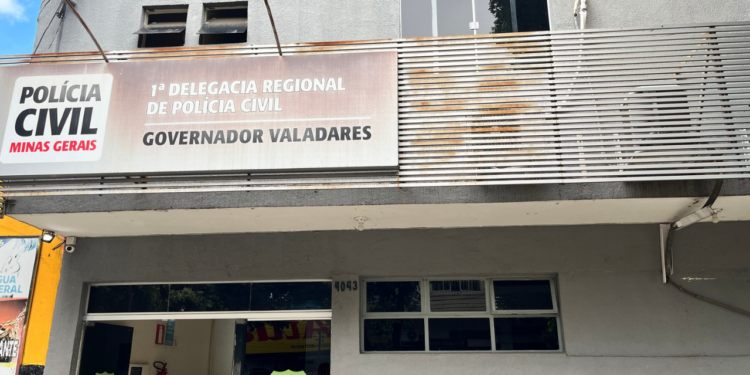 POLÍCIA
CIVIL
MINAS GERAIS
1ª DELEGACIA REGIONAL
DE POLÍCIA CIVIL
GOVERNADOR VALADARES
4043